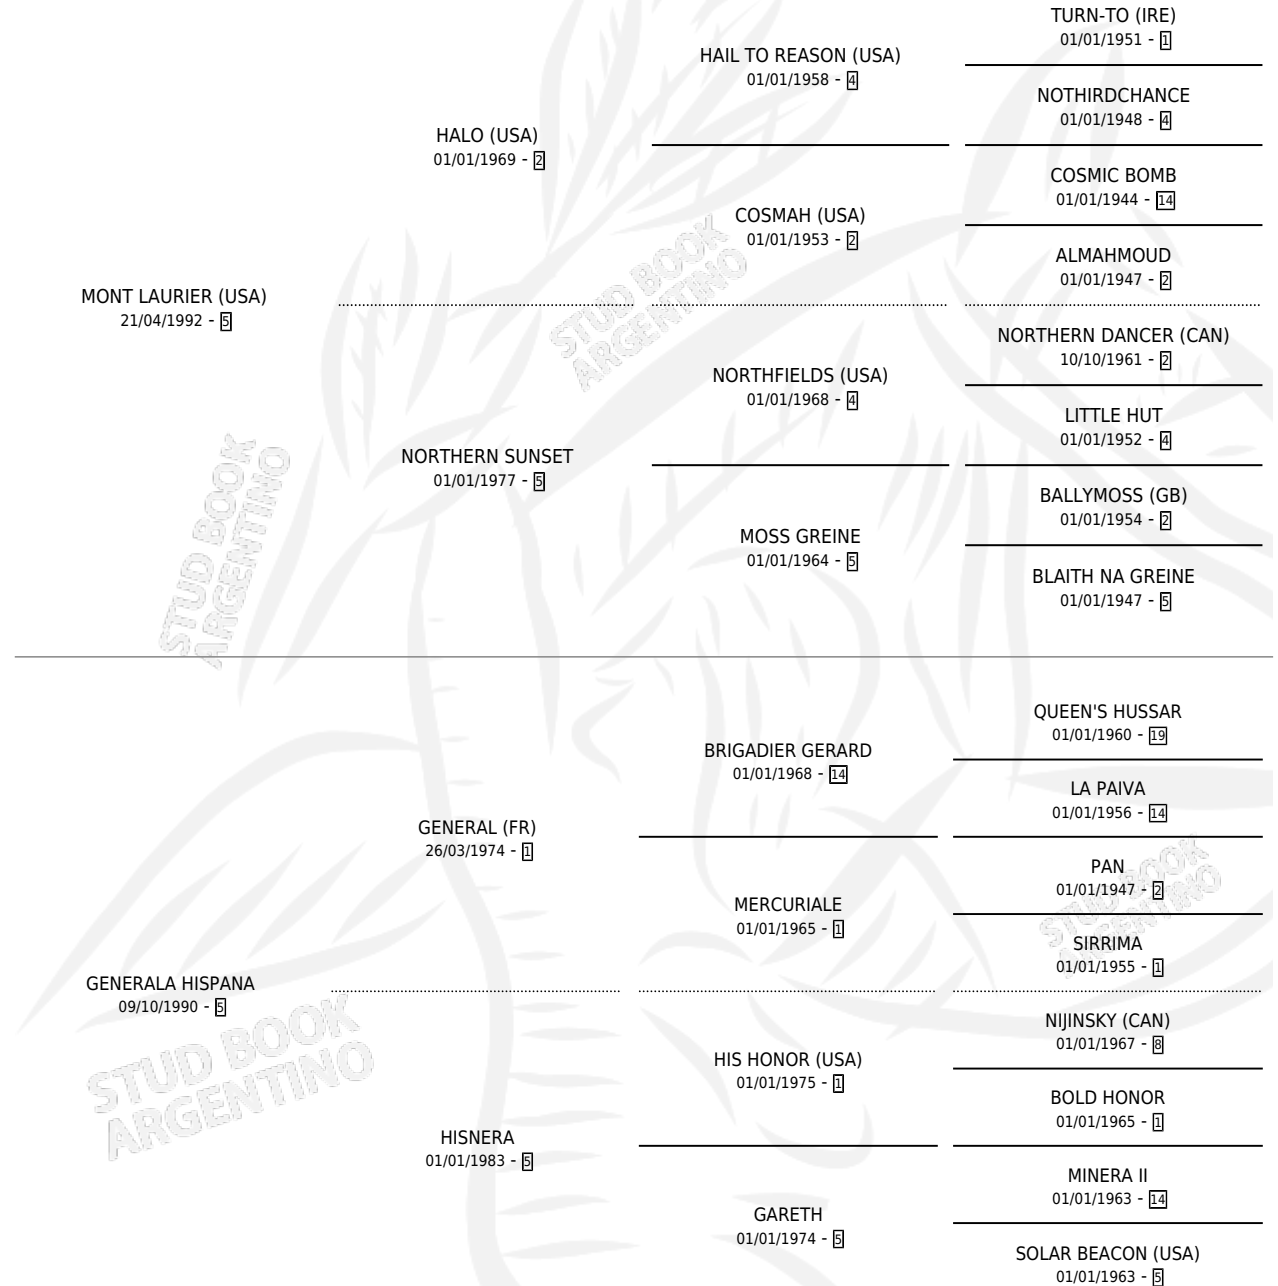 TURN-TO (IRE)
01/01/1951 - 1
HAIL TO REASON (USA)
01/01/1958 - 4
NOTHIRDCHANCE
01/01/1948 - 4
HALO (USA)
01/01/1969 - 2
COSMIC BOMB
01/01/1944 - 14
COSMAH (USA)
01/01/1953 - 2
ALMAHMOUD
01/01/1947 - 2
MONT LAURIER (USA)
21/04/1992 - 5
NORTHERN DANCER (CAN)
10/10/1961 - 2
NORTHFIELDS (USA)
01/01/1968 - 4
LITTLE HUT
01/01/1952 - 4
NORTHERN SUNSET
01/01/1977 - 5
BALLYMOSS (GB)
01/01/1954 - 2
MOSS GREINE
01/01/1964 - 5
BLAITH NA GREINE
01/01/1947 - 5
QUEEN'S HUSSAR
01/01/1960 - 19
BRIGADIER GERARD
01/01/1968 - 14
LA PAIVA
01/01/1956 - 14
GENERAL (FR)
26/03/1974 - 1
PAN
01/01/1947 - 2
MERCURIALE
01/01/1965 - 1
SIRRIMA
01/01/1955 - 1
GENERALA HISPANA
09/10/1990 - 5
NIJINSKY (CAN)
01/01/1967 - 8
HIS HONOR (USA)
01/01/1975 - 1
BOLD HONOR
01/01/1965 - 1
HISNERA
01/01/1983 - 5
MINERA II
01/01/1963 - 14
GARETH
01/01/1974 - 5
SOLAR BEACON (USA)
01/01/1963 - 5
STUD BOOK
ARGENTINO
STUD BOOK
ARGENTINO
STUD BOOK
ARGENTINO
STUD BOOK
ARGENTINO